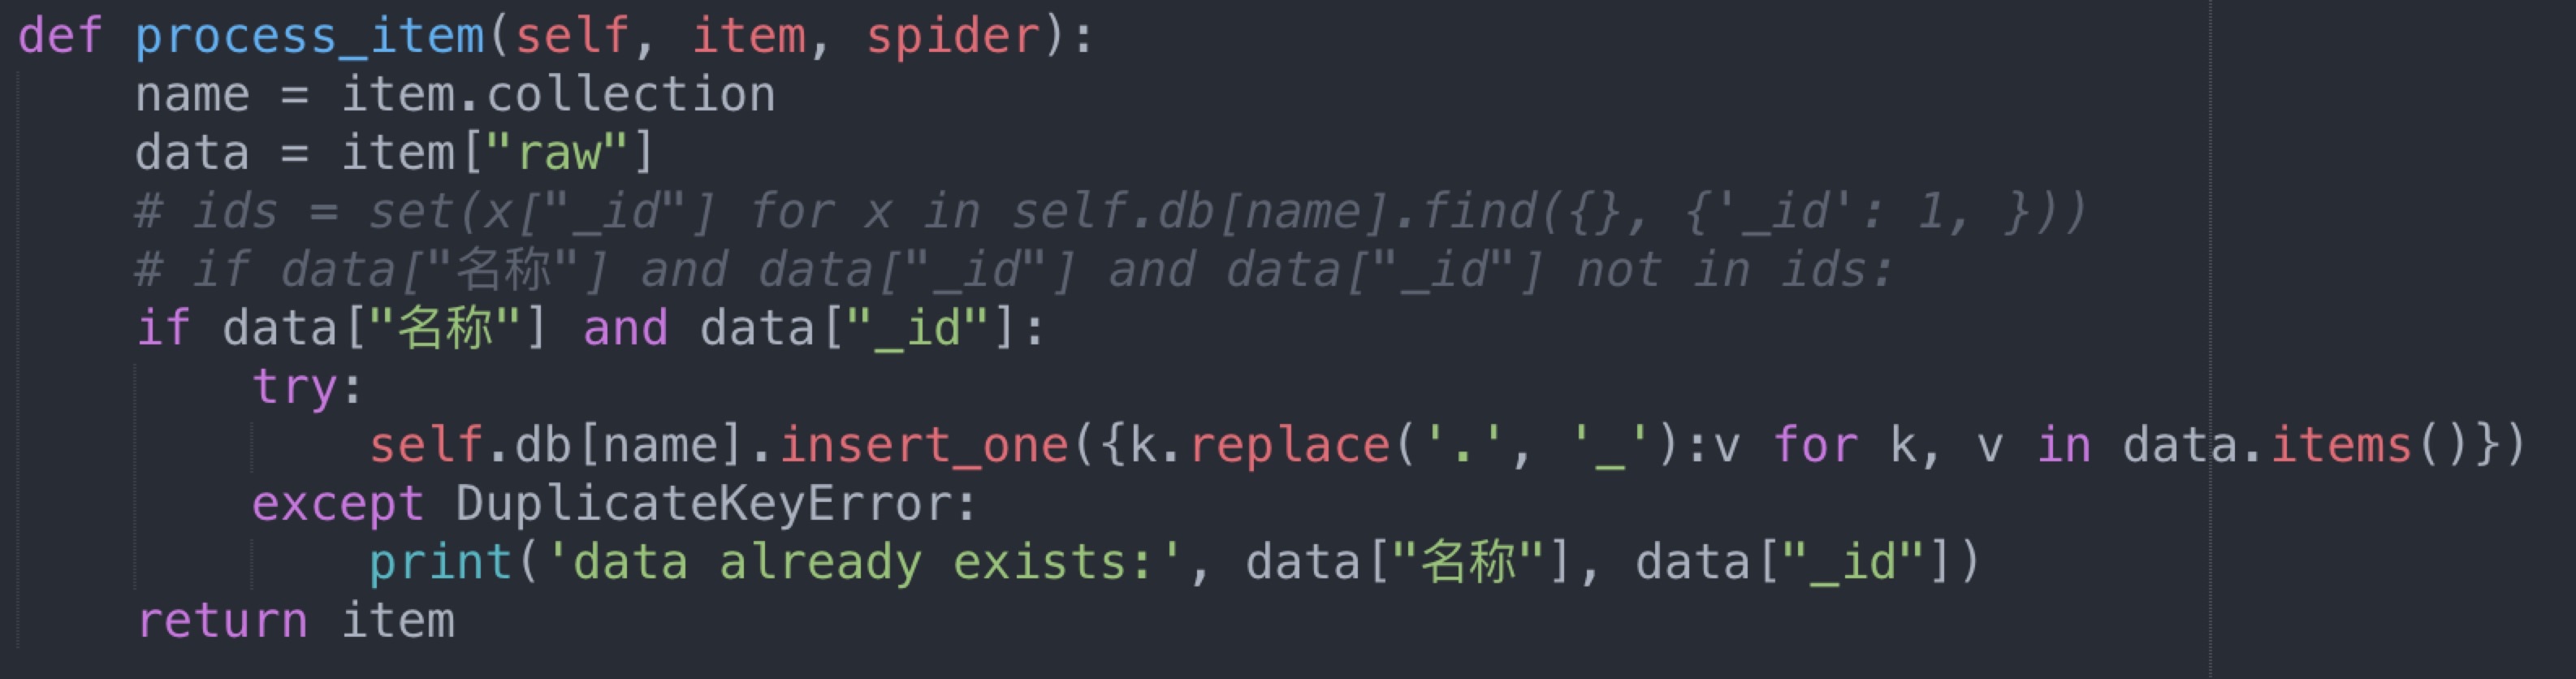 def process_item(self, item, spider):
    name = item.collection
    data = item["raw"]
    # ids = set(x["_id"] for x in self.db[name].find({}, {'_id': 1, }))
    # if data["名称"] and data["_id"] and data["_id"] not in ids:
    if data["名称"] and data["_id"]:
        try:
            self.db[name].insert_one({k.replace('.', '_'):v for k, v in data.items()})
        except DuplicateKeyError:
            print('data already exists:', data["名称"], data["_id"])
    return item